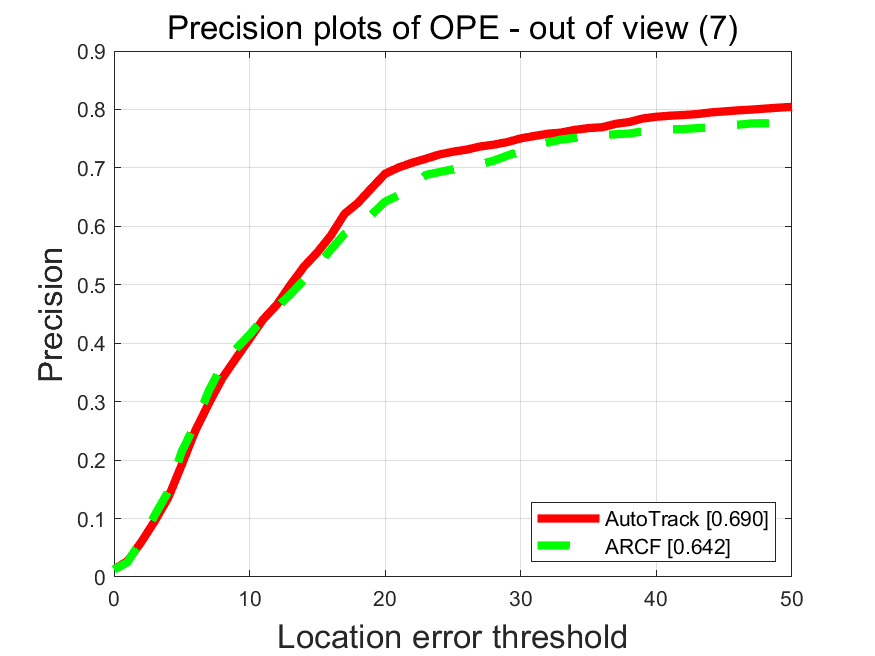 Precision plots of OPE - out of view (7)
0.9
0.8
0.7
0.6
0.5
0.4
0.3
0.2
0.1
0
Precision
AutoTrack [0.690]
ARCF [0.642]
0 10 20 30 40 50
Location error threshold